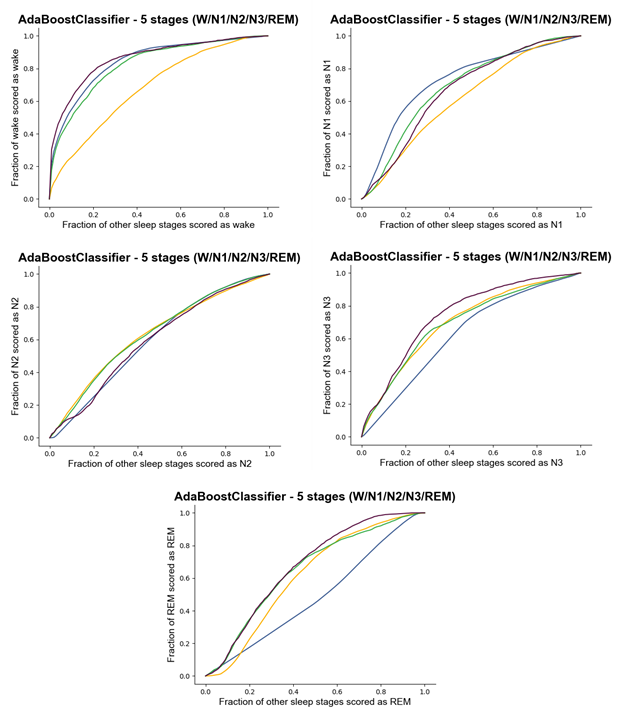 AdaBoostClassifier - 5 stages (W/N1/N2/N3/REM)
Fraction of wake scored as wake
1.0
0.8
0.6
0.4
0.2
0.0
0.0 0.2 0.4 0.6 0.8 1.0
Fraction of other sleep stages scored as wake
AdaBoostClassifier - 5 stages (W/N1/N2/N3/REM)
Fraction of N1 scored as N1
1.0
0.8
0.6
0.4
0.2
0.0
0.0 0.2 0.4 0.6 0.8 1.0
Fraction of other sleep stages scored as N1
AdaBoostClassifier - 5 stages (W/N1/N2/N3/REM)
Fraction of N2 scored as N2
1.0
0.8
0.6
0.4
0.2
0.0
0.0 0.2 0.4 0.6 0.8 1.0
Fraction of other sleep stages scored as N2
AdaBoostClassifier - 5 stages (W/N1/N2/N3/REM)
Fraction of N3 scored as N3
1.0
0.8
0.6
0.4
0.2
0.0
0.0 0.2 0.4 0.6 0.8 1.0
Fraction of other sleep stages scored as N3
AdaBoostClassifier - 5 stages (W/N1/N2/N3/REM)
Fraction of REM scored as REM
1.0
0.8
0.6
0.4
0.2
0.0
0.0 0.2 0.4 0.6 0.8 1.0
Fraction of other sleep stages scored as REM